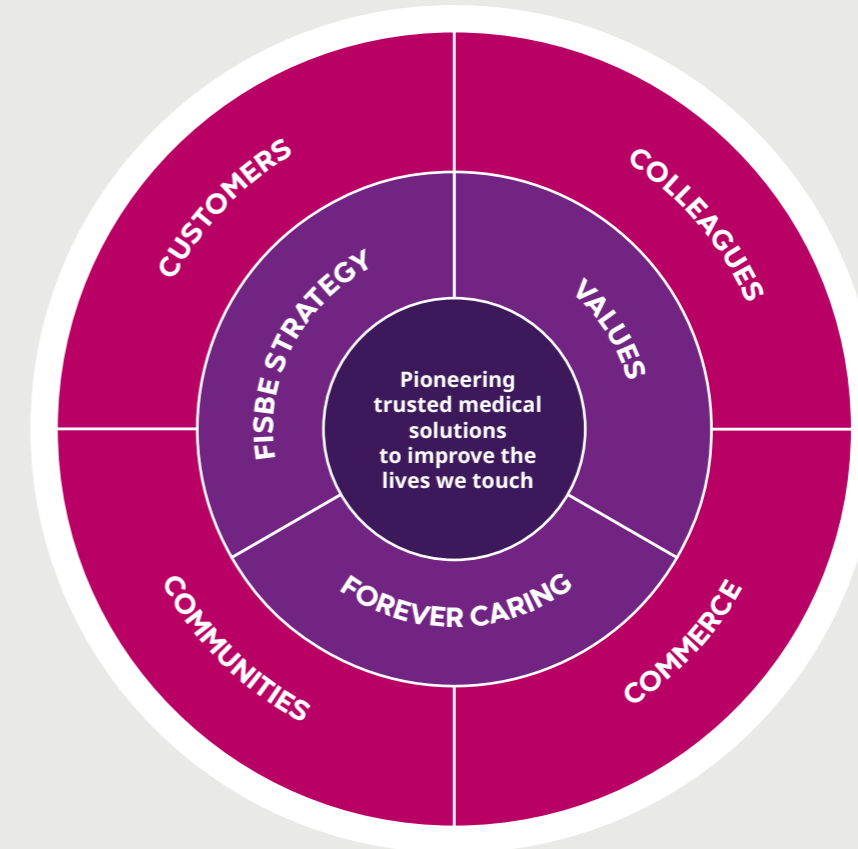 CUSTOMERS
COLLEAGUES
FISBE STRATEGY
VALUES
Pioneering
trusted medical
solutions
to improve the
lives we touch
FOREVER CARING
COMMUNITIES
COMMERCE